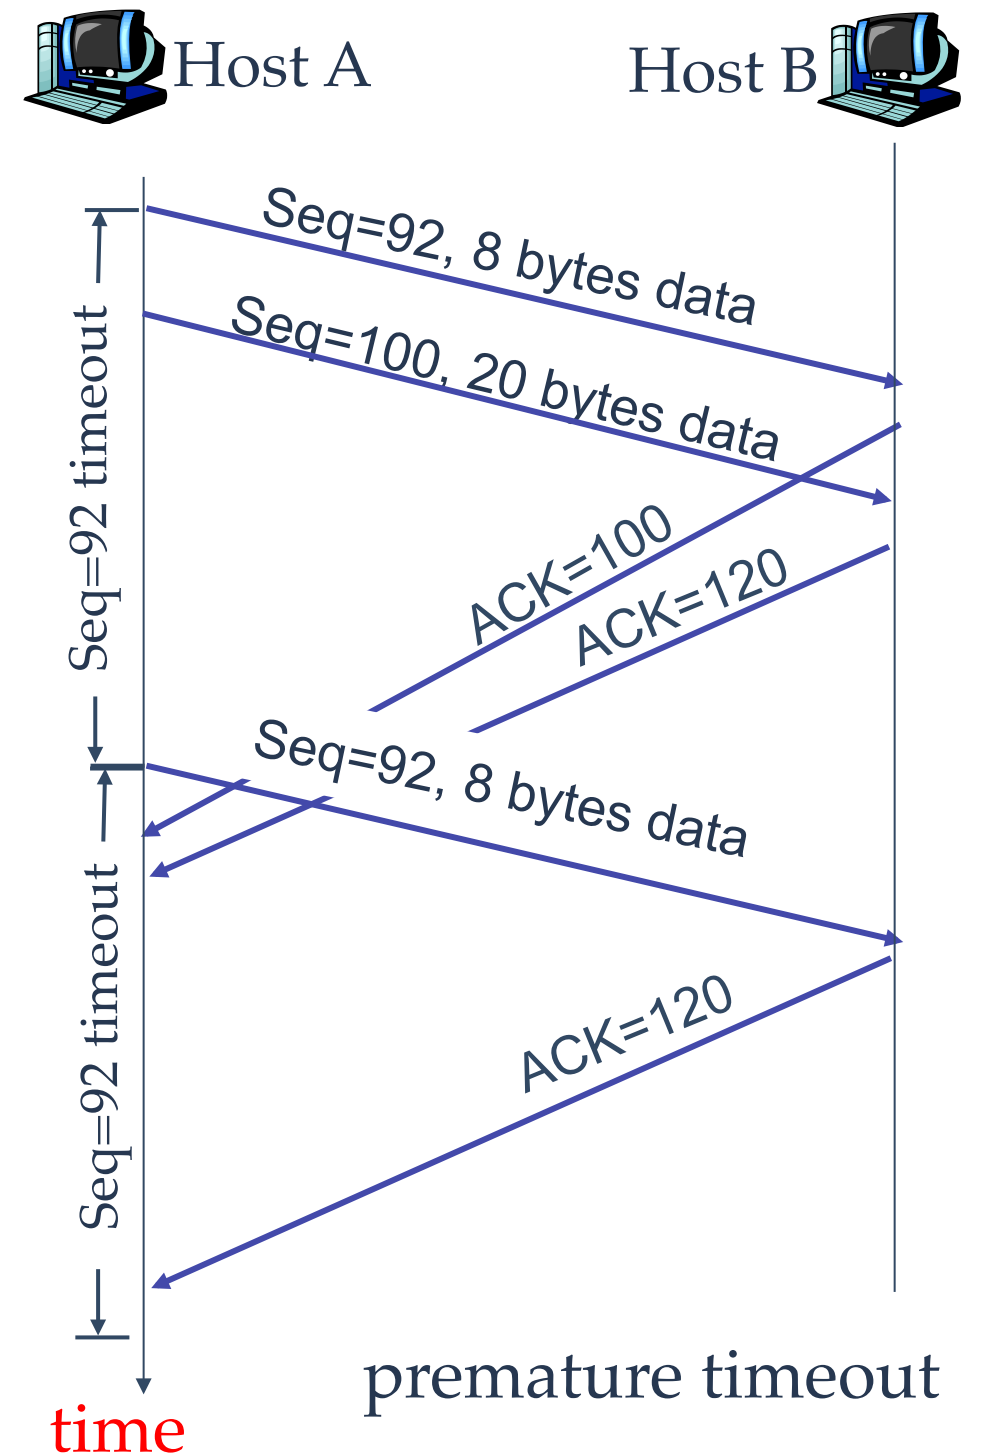 Host A
Host B
Seq=92, 8 bytes data
Seq=100, 20 bytes data
Seq=92 timeout
ACK=100
ACK=120
Seq=92, 8 bytes data
Seq=92 timeout
ACK=120
premature timeout
time